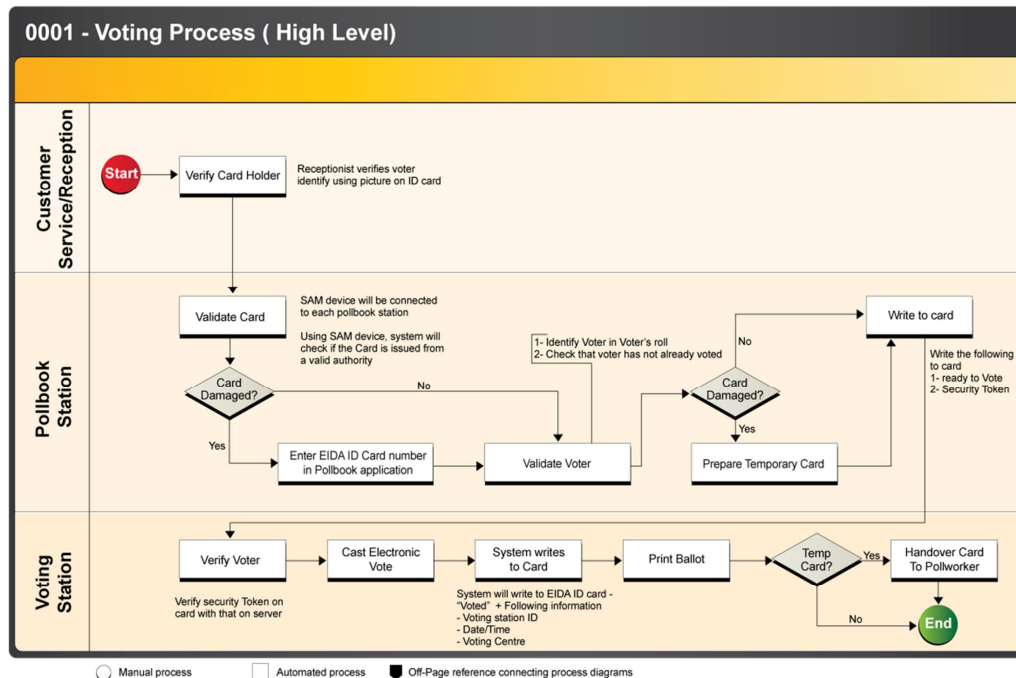 0001 - Voting Process ( High Level)
Customer
Service/Reception
Start
Verify Card Holder
Receptionist verifies voter
identify using picture on ID card
Pollbook
Station
Validate Card
SAM device will be connected
to each pollbook station
Using SAM device, system will
check if the Card is issued from
a valid authority
Card
Damaged?
No
Yes
Enter EIDA ID Card number
in Pollbook application
1- Identify Voter in Voter's roll
2- Check that voter has not already voted
Validate Voter
Card
Damaged?
No
Yes
Prepare Temporary Card
Write to card
Write the following
to card
1- ready to Vote
2- Security Token
Voting
Station
Verify Voter
Verify security Token on
card with that on server
Cast Electronic
Vote
System writes
to Card
System will write to EIDA ID card -
"Voted" + Following information
- Voting station ID
- Date/Time
- Voting Centre
Print Ballot
Temp
Card?
Yes
No
Handover Card
To Pollworker
End
Manual process
Automated process
Off-Page reference connecting process diagrams